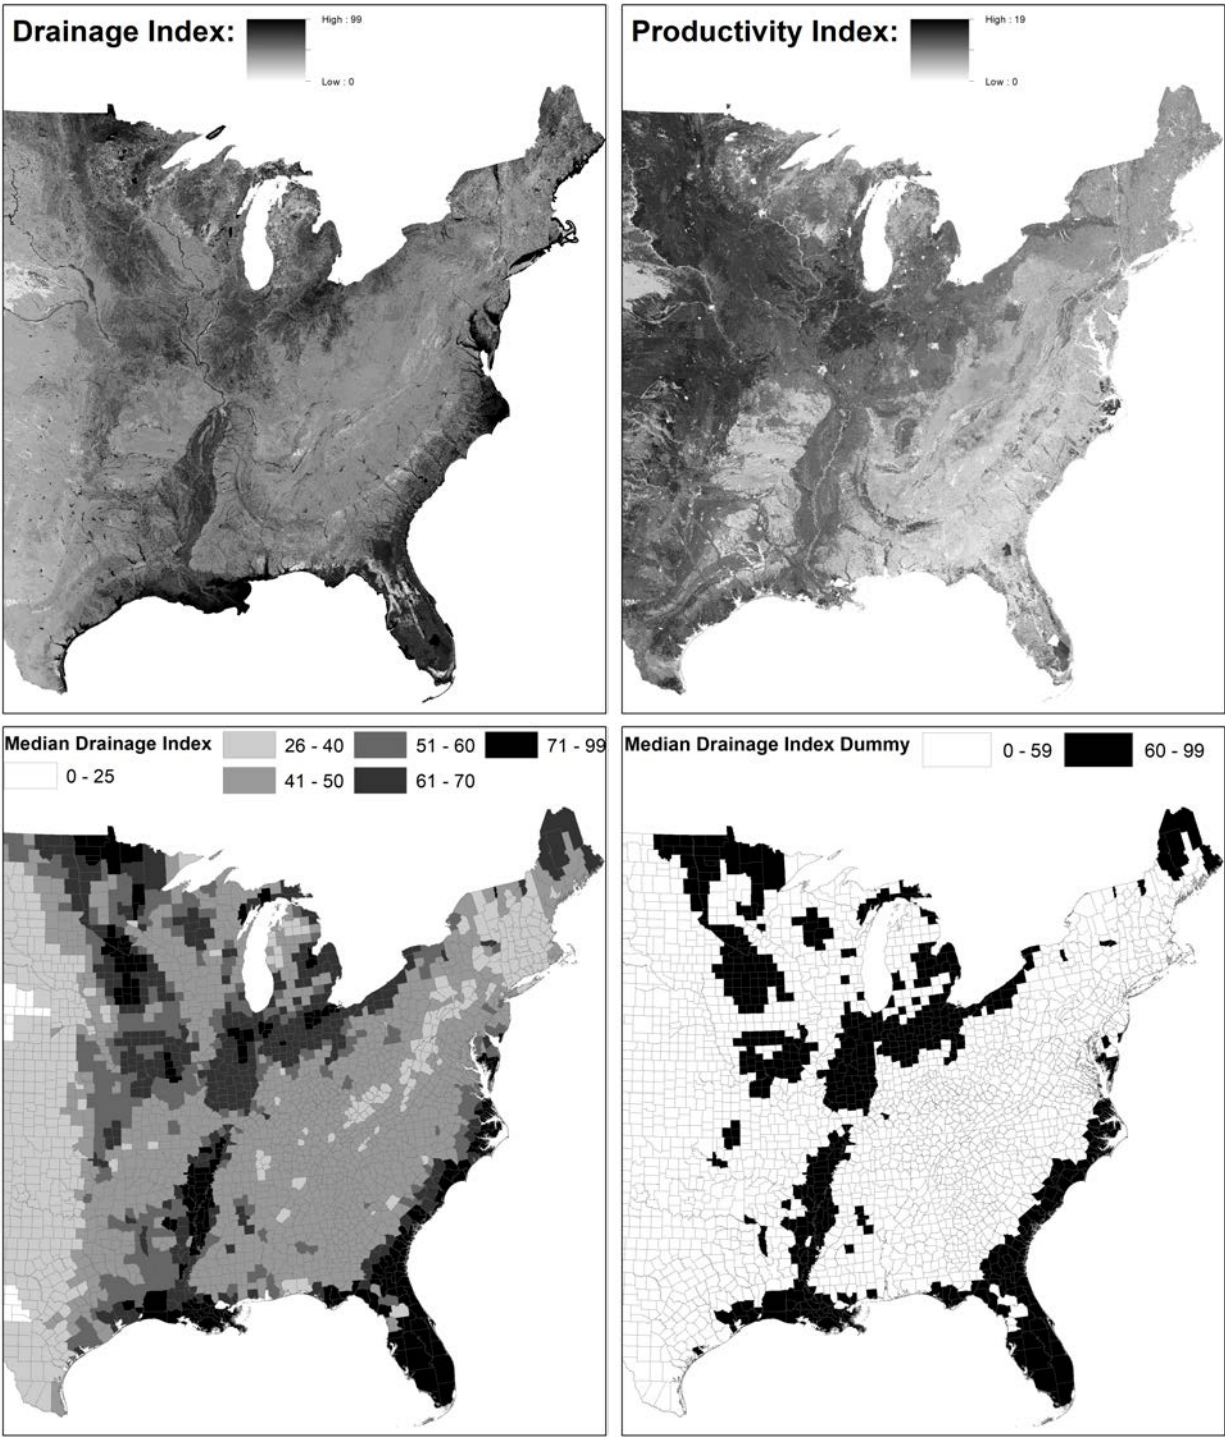 Drainage Index:
High : 99
Low : 0
Productivity Index:
High : 19
Low : 0
Median Drainage Index
0 - 25
26 - 40
41 - 50
51 - 60
61 - 70
71 - 99
Median Drainage Index Dummy
0 - 59
60 - 99